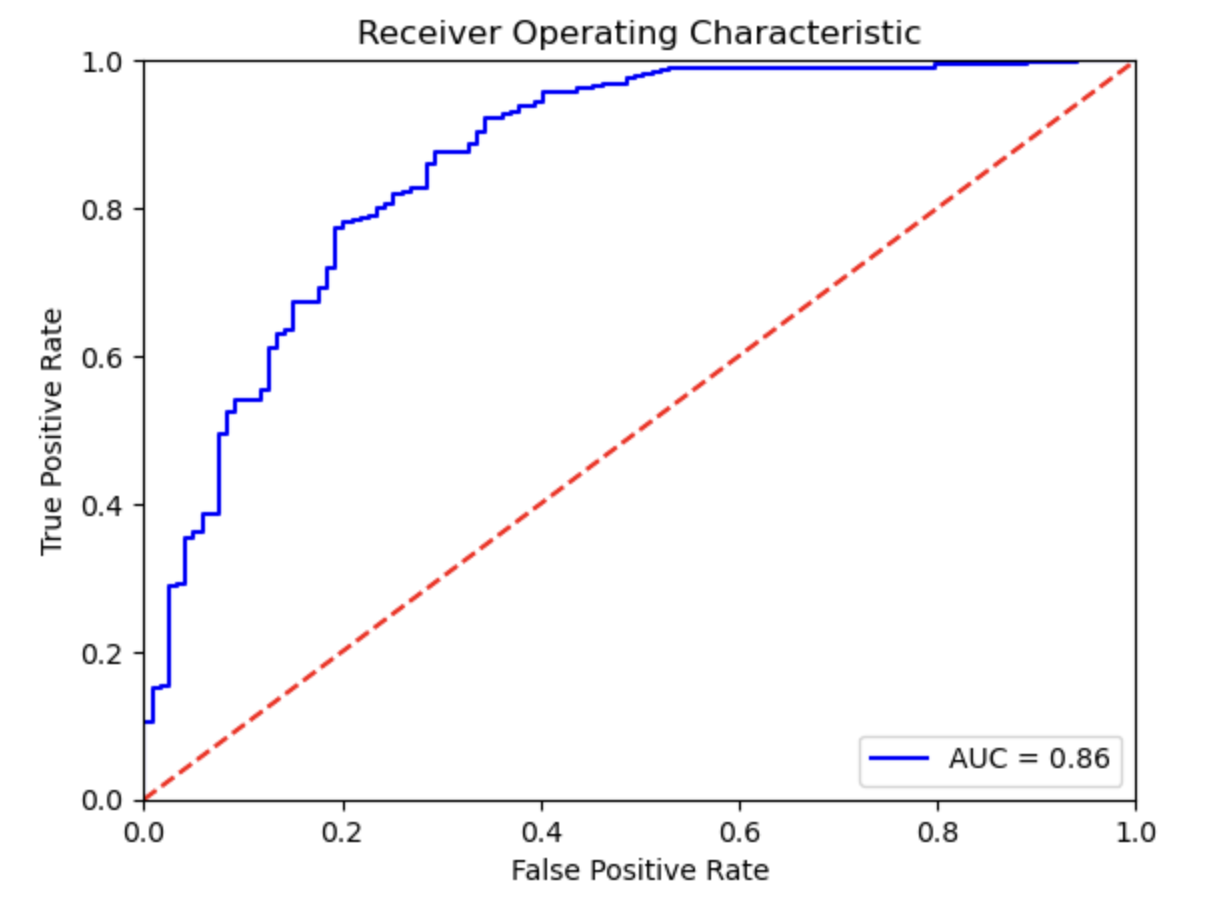 Receiver Operating Characteristic
1.0
0.8
0.6
0.4
0.2
0.0
True Positive Rate
AUC = 0.86
0.0 0.2 0.4 0.6 0.8 1.0
False Positive Rate